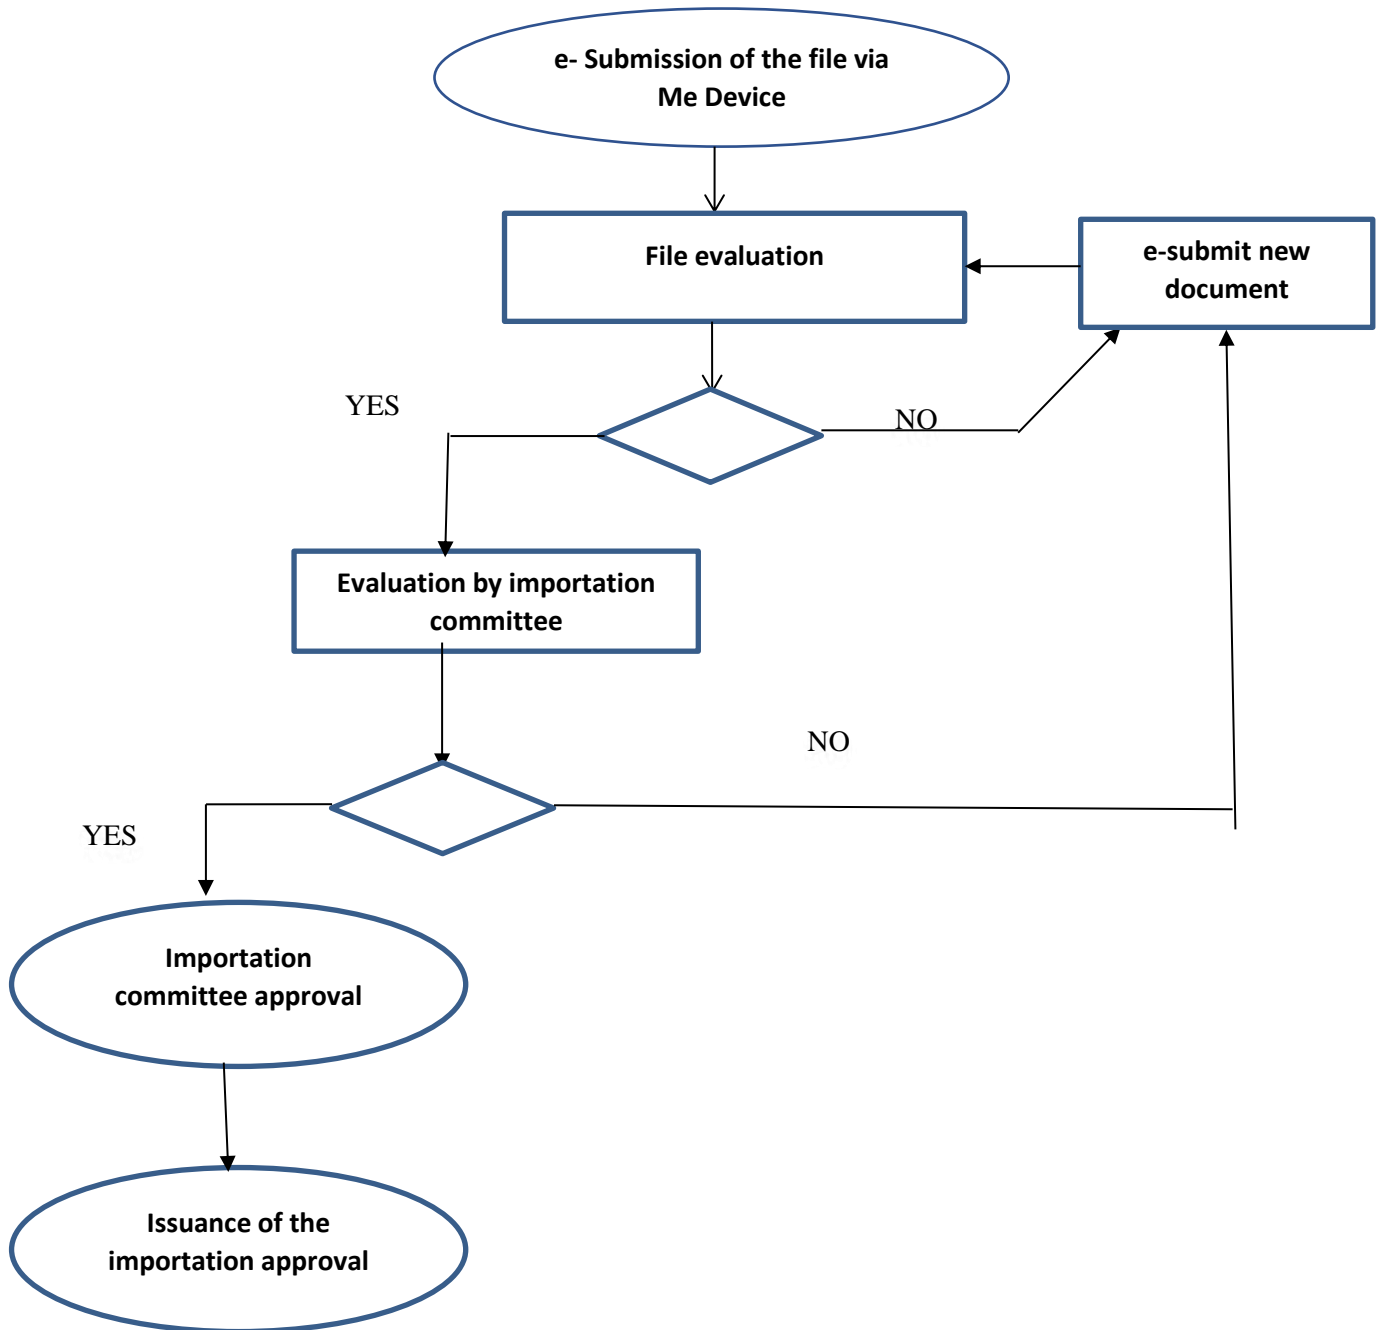 e- Submission of the file via
Me Device
File evaluation
e-submit new
document
YES
NO
Evaluation by importation
committee
NO
YES
Importation
committee approval
Issuance of the
importation approval